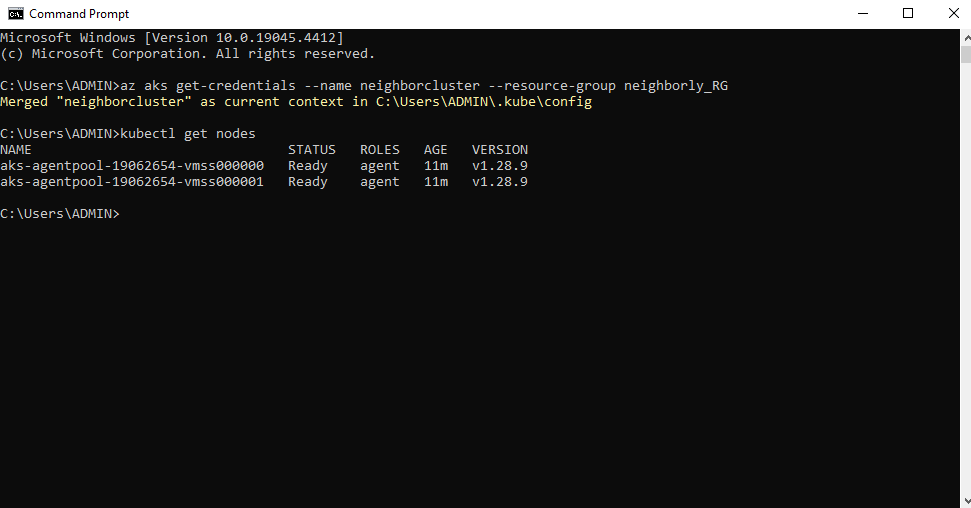 Command Prompt
Microsoft Windows [Version 10.0.19045.4412]
(c) Microsoft Corporation. All rights reserved.
C:\Users\ADMIN>az aks get-credentials --name neighborcluster --resource-group neighborly_RG
Merged "neighborcluster" as current context in C:\Users\ADMIN\.kube\config
C:\Users\ADMIN>kubectl get nodes
NAME STATUS ROLES AGE VERSION
aks-agentpool-19062654-vmss000000 Ready agent 11m v1.28.9
aks-agentpool-19062654-vmss000001 Ready agent 11m v1.28.9
C:\Users\ADMIN>